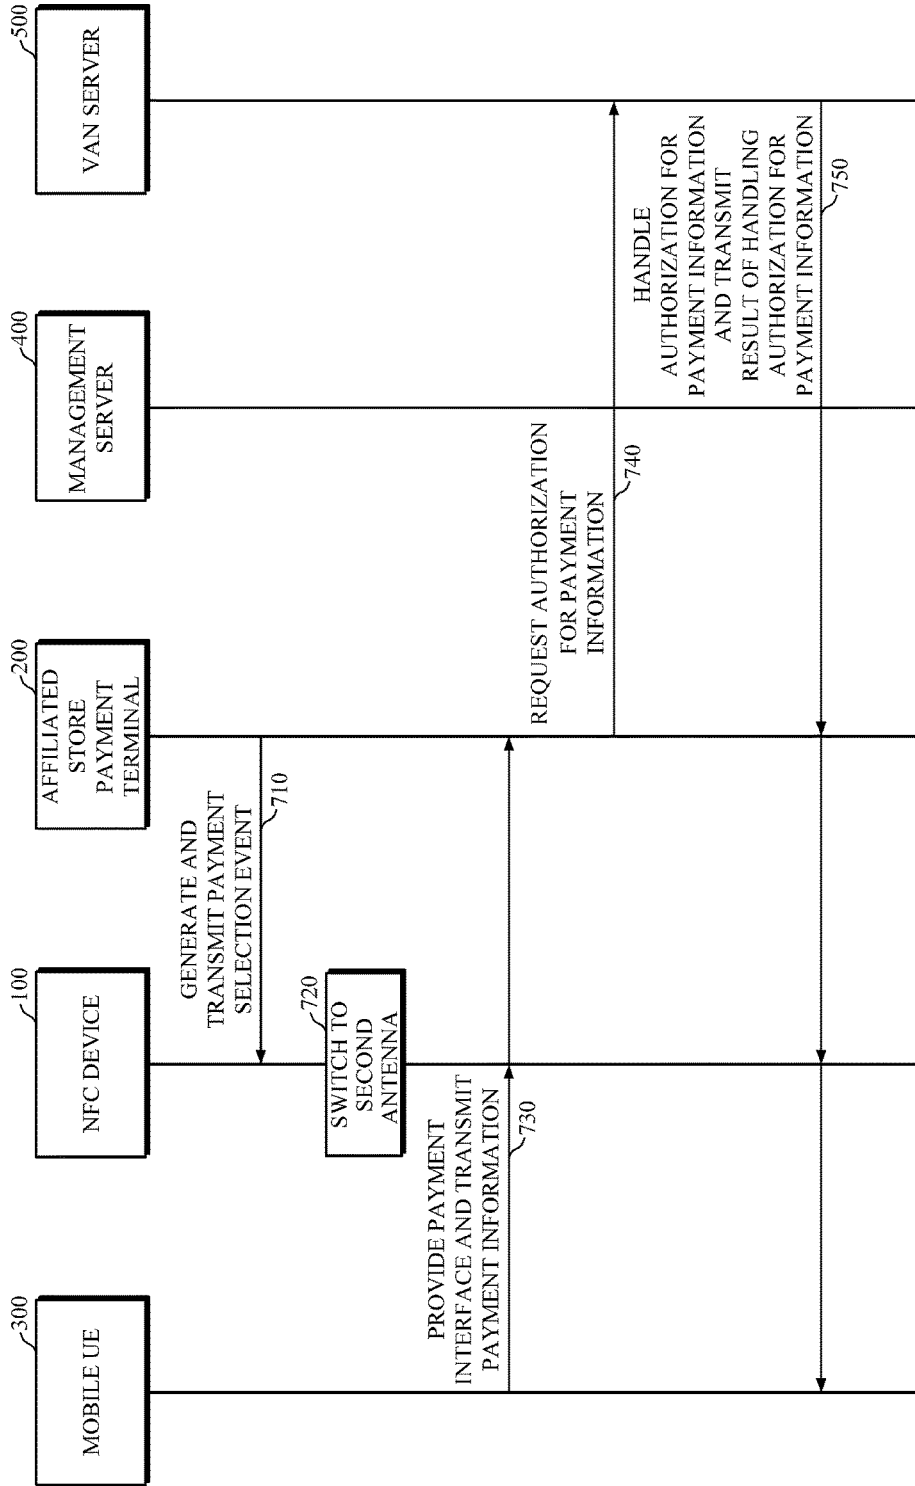 300
MOBILE UE
100
NFC DEVICE
200
AFFILIATED
STORE
PAYMENT
TERMINAL
400
MANAGEMENT
SERVER
500
VAN SERVER
GENERATE AND
TRANSMIT PAYMENT
SELECTION EVENT
710
720
SWITCH TO
SECOND
ANTENNA
PROVIDE PAYMENT
INTERFACE AND TRANSMIT
PAYMENT INFORMATION
730
REQUEST AUTHORIZATION
FOR PAYMENT
INFORMATION
740
HANDLE
AUTHORIZATION FOR
PAYMENT INFORMATION
AND TRANSMIT
RESULT OF HANDLING
AUTHORIZATION FOR
PAYMENT INFORMATION
750